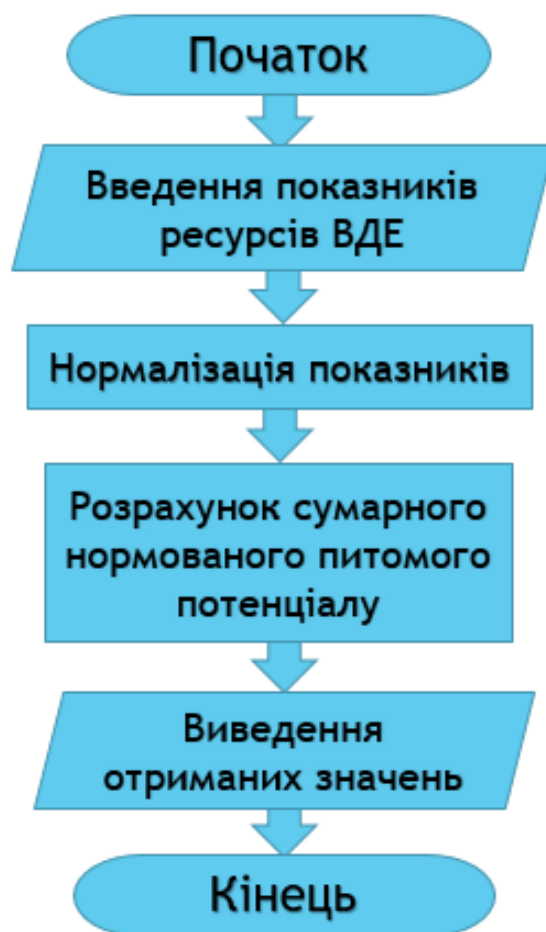 Початок
Введення показників
ресурсів ВДЕ
Нормалізація показників
Розрахунок сумарного
нормованого питомого
потенціалу
Виведення
отриманих значень
Кінець